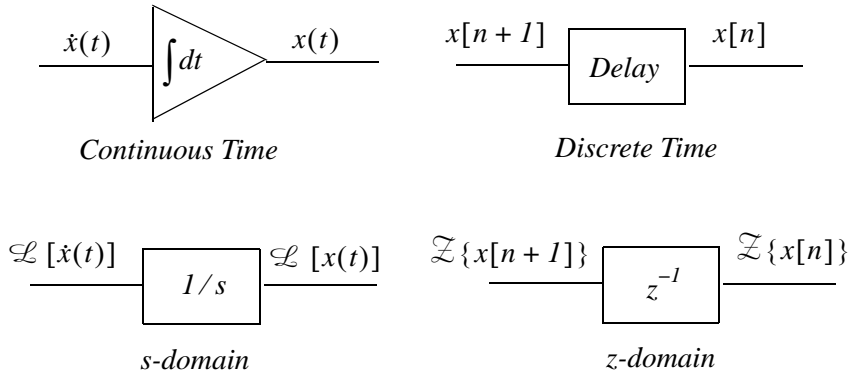 ẋ(t) ∫dt x(t)
Continuous Time
x[n + 1] Delay x[n]
Discrete Time
ℒ [ẋ(t)] 1/s ℒ [x(t)]
s-domain
𝒵{x[n + 1]} z⁻¹ 𝒵{x[n]}
z-domain